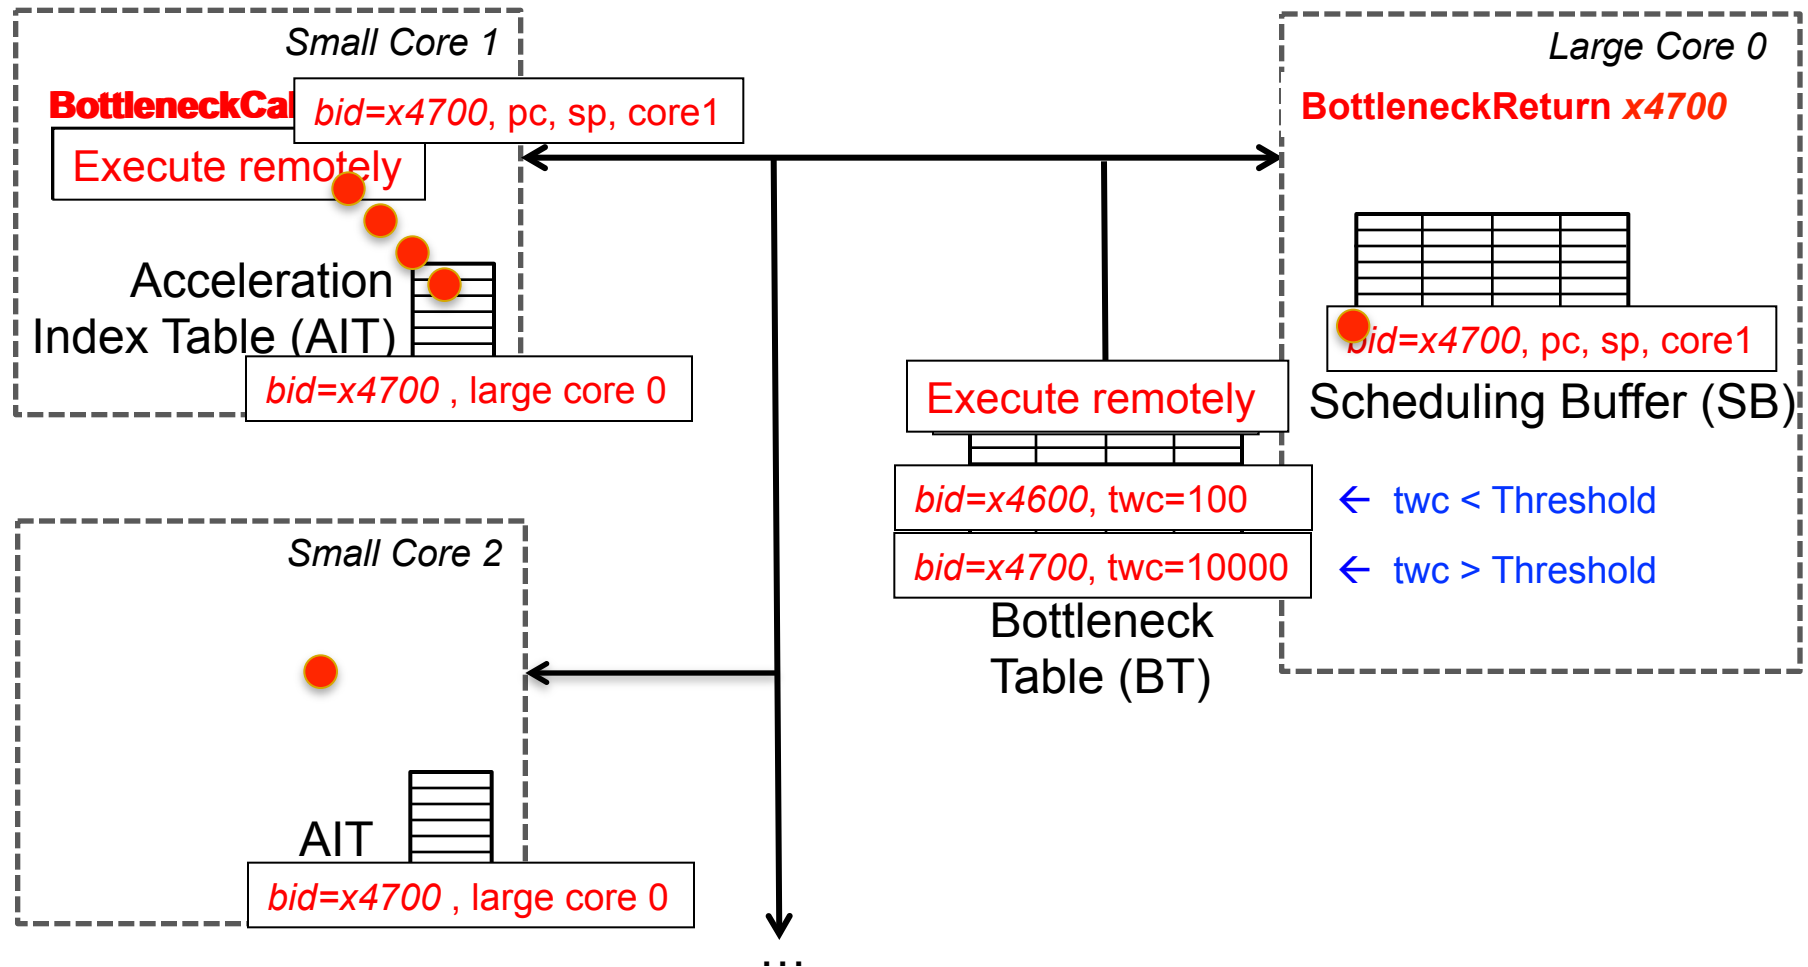 Small Core 1
BottleneckCal
bid=x4700, pc, sp, core1
Execute remotely
Acceleration
Index Table (AIT)
bid=x4700 , large core 0
Large Core 0
BottleneckReturn x4700
bid=x4700, pc, sp, core1
Scheduling Buffer (SB)
Execute remotely
bid=x4600, twc=100
← twc < Threshold
bid=x4700, twc=10000
← twc > Threshold
Bottleneck
Table (BT)
Small Core 2
AIT
bid=x4700 , large core 0
...